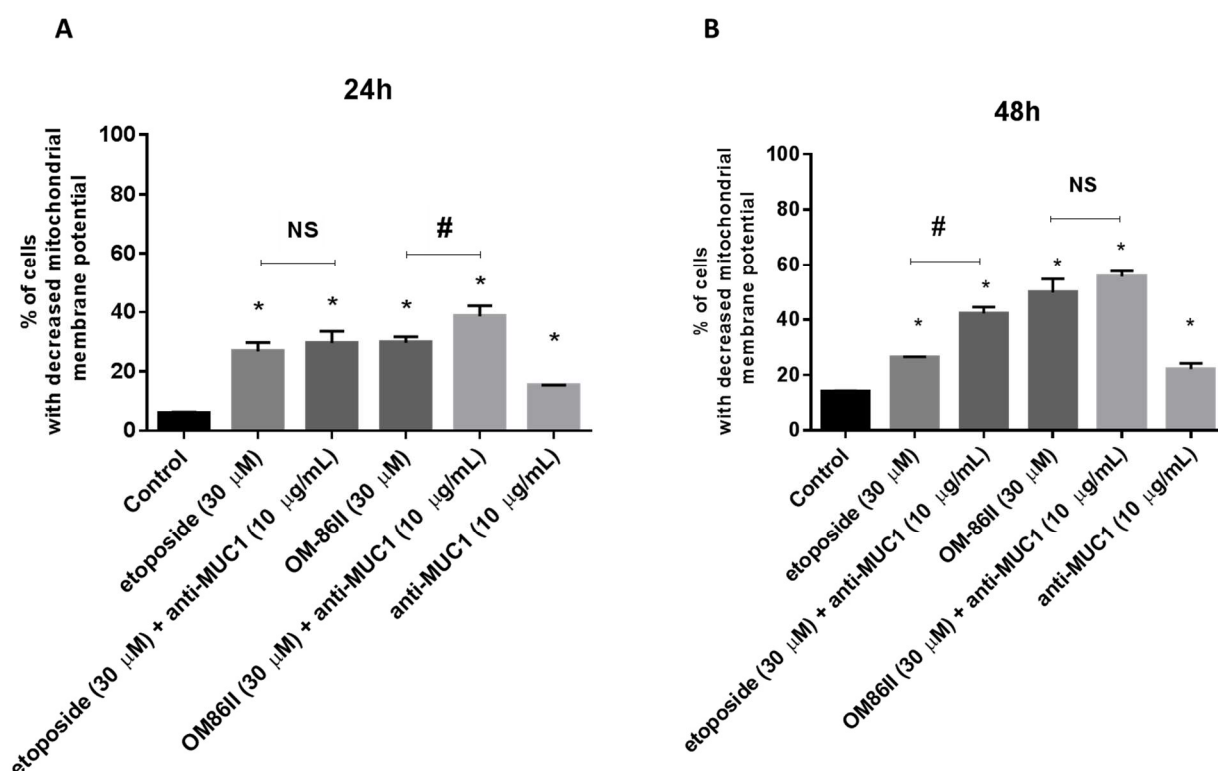 A
24h
% of cells
with decreased mitochondrial
membrane potential
100
80
60
40
20
0
NS
#
*
*
*
*
*
Control
etoposide (30 μM)
etoposide (30 μM) + anti-MUC1 (10 μg/mL)
OM-86II (30 μM)
OM86II (30 μM) + anti-MUC1 (10 μg/mL)
anti-MUC1 (10 μg/mL)
B
48h
% of cells
with decreased mitochondrial
membrane potential
100
80
60
40
20
0
#
NS
*
*
*
*
*
Control
etoposide (30 μM)
etoposide (30 μM) + anti-MUC1 (10 μg/mL)
OM-86II (30 μM)
OM86II (30 μM) + anti-MUC1 (10 μg/mL)
anti-MUC1 (10 μg/mL)